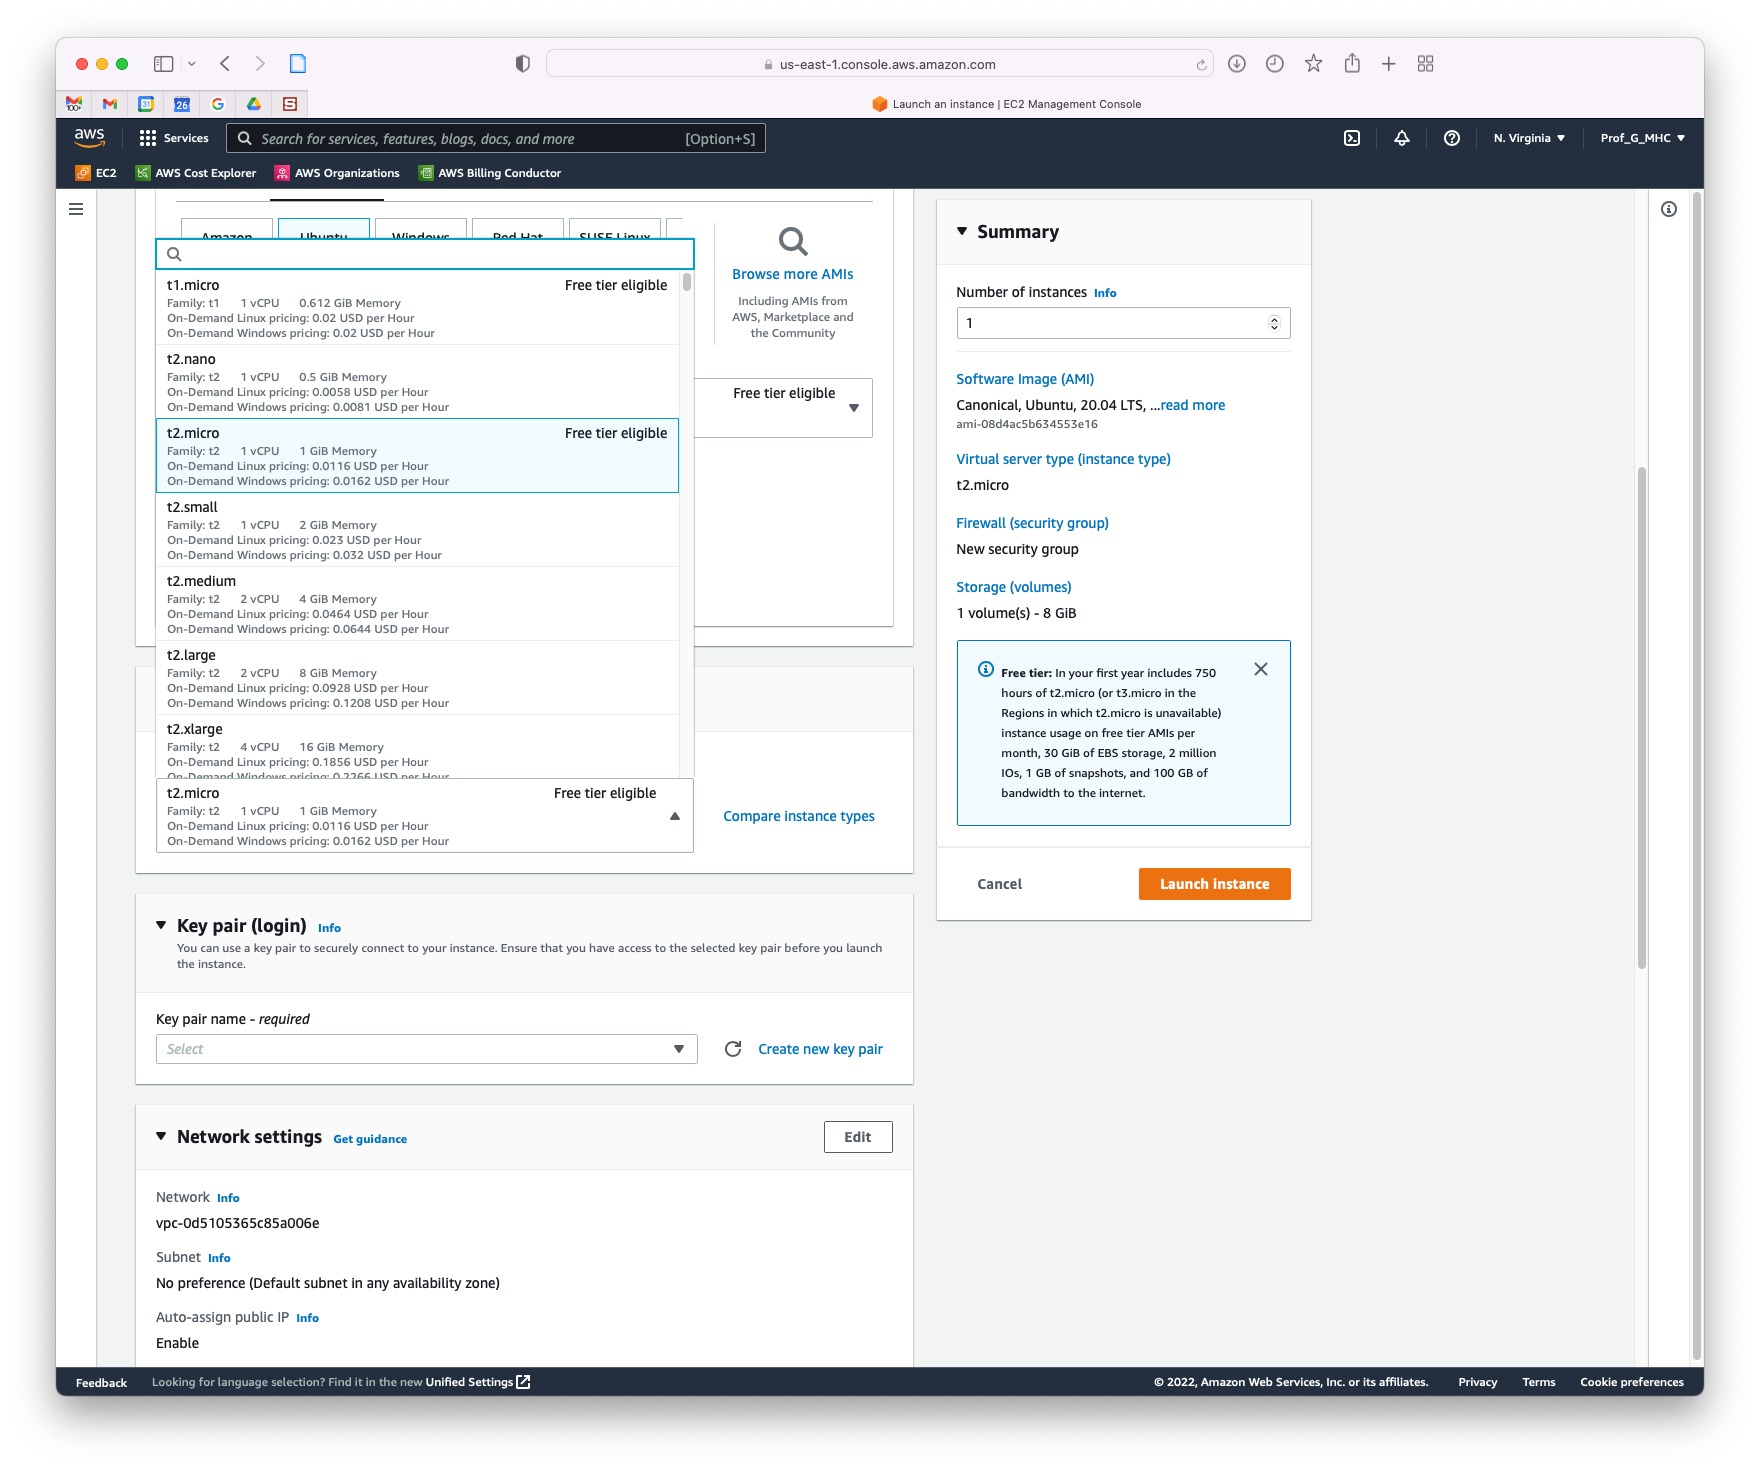 us-east-1.console.aws.amazon.com
Launch an instance | EC2 Management Console
aws
Services
Search for services, features, blogs, docs, and more
[Option+S]
N. Virginia
Prof_G_MHC
EC2
AWS Cost Explorer
AWS Organizations
AWS Billing Conductor
Amazon
Ubuntu
Windows
Red Hat
SUSE Linux
Browse more AMIs
Including AMIs from
AWS, Marketplace and
the Community
Free tier eligible
t1.micro
Free tier eligible
Family: t1 1 vCPU 0.612 GiB Memory
On-Demand Linux pricing: 0.02 USD per Hour
On-Demand Windows pricing: 0.02 USD per Hour
t2.nano
Family: t2 1 vCPU 0.5 GiB Memory
On-Demand Linux pricing: 0.0058 USD per Hour
On-Demand Windows pricing: 0.0081 USD per Hour
t2.micro
Free tier eligible
Family: t2 1 vCPU 1 GiB Memory
On-Demand Linux pricing: 0.0116 USD per Hour
On-Demand Windows pricing: 0.0162 USD per Hour
t2.small
Family: t2 1 vCPU 2 GiB Memory
On-Demand Linux pricing: 0.023 USD per Hour
On-Demand Windows pricing: 0.032 USD per Hour
t2.medium
Family: t2 2 vCPU 4 GiB Memory
On-Demand Linux pricing: 0.0464 USD per Hour
On-Demand Windows pricing: 0.0644 USD per Hour
t2.large
Family: t2 2 vCPU 8 GiB Memory
On-Demand Linux pricing: 0.0928 USD per Hour
On-Demand Windows pricing: 0.1208 USD per Hour
t2.xlarge
Family: t2 4 vCPU 16 GiB Memory
On-Demand Linux pricing: 0.1856 USD per Hour
On-Demand Windows pricing: 0.2266 USD per Hour
t2.micro
Free tier eligible
Family: t2 1 vCPU 1 GiB Memory
On-Demand Linux pricing: 0.0116 USD per Hour
On-Demand Windows pricing: 0.0162 USD per Hour
Compare instance types
Key pair (login) Info
You can use a key pair to securely connect to your instance. Ensure that you have access to the selected key pair before you launch
the instance.
Key pair name - required
Select
Create new key pair
Network settings Get guidance
Edit
Network Info
vpc-0d5105365c85a006e
Subnet Info
No preference (Default subnet in any availability zone)
Auto-assign public IP Info
Enable
Summary
Number of instances Info
1
Software Image (AMI)
Canonical, Ubuntu, 20.04 LTS, ...read more
ami-08d4ac5b634553e16
Virtual server type (instance type)
t2.micro
Firewall (security group)
New security group
Storage (volumes)
1 volume(s) - 8 GiB
Free tier: In your first year includes 750
hours of t2.micro (or t3.micro in the
Regions in which t2.micro is unavailable)
instance usage on free tier AMIs per
month, 30 GiB of EBS storage, 2 million
IOs, 1 GB of snapshots, and 100 GB of
bandwidth to the internet.
Cancel
Launch instance
Feedback
Looking for language selection? Find it in the new Unified Settings
© 2022, Amazon Web Services, Inc. or its affiliates.
Privacy
Terms
Cookie preferences